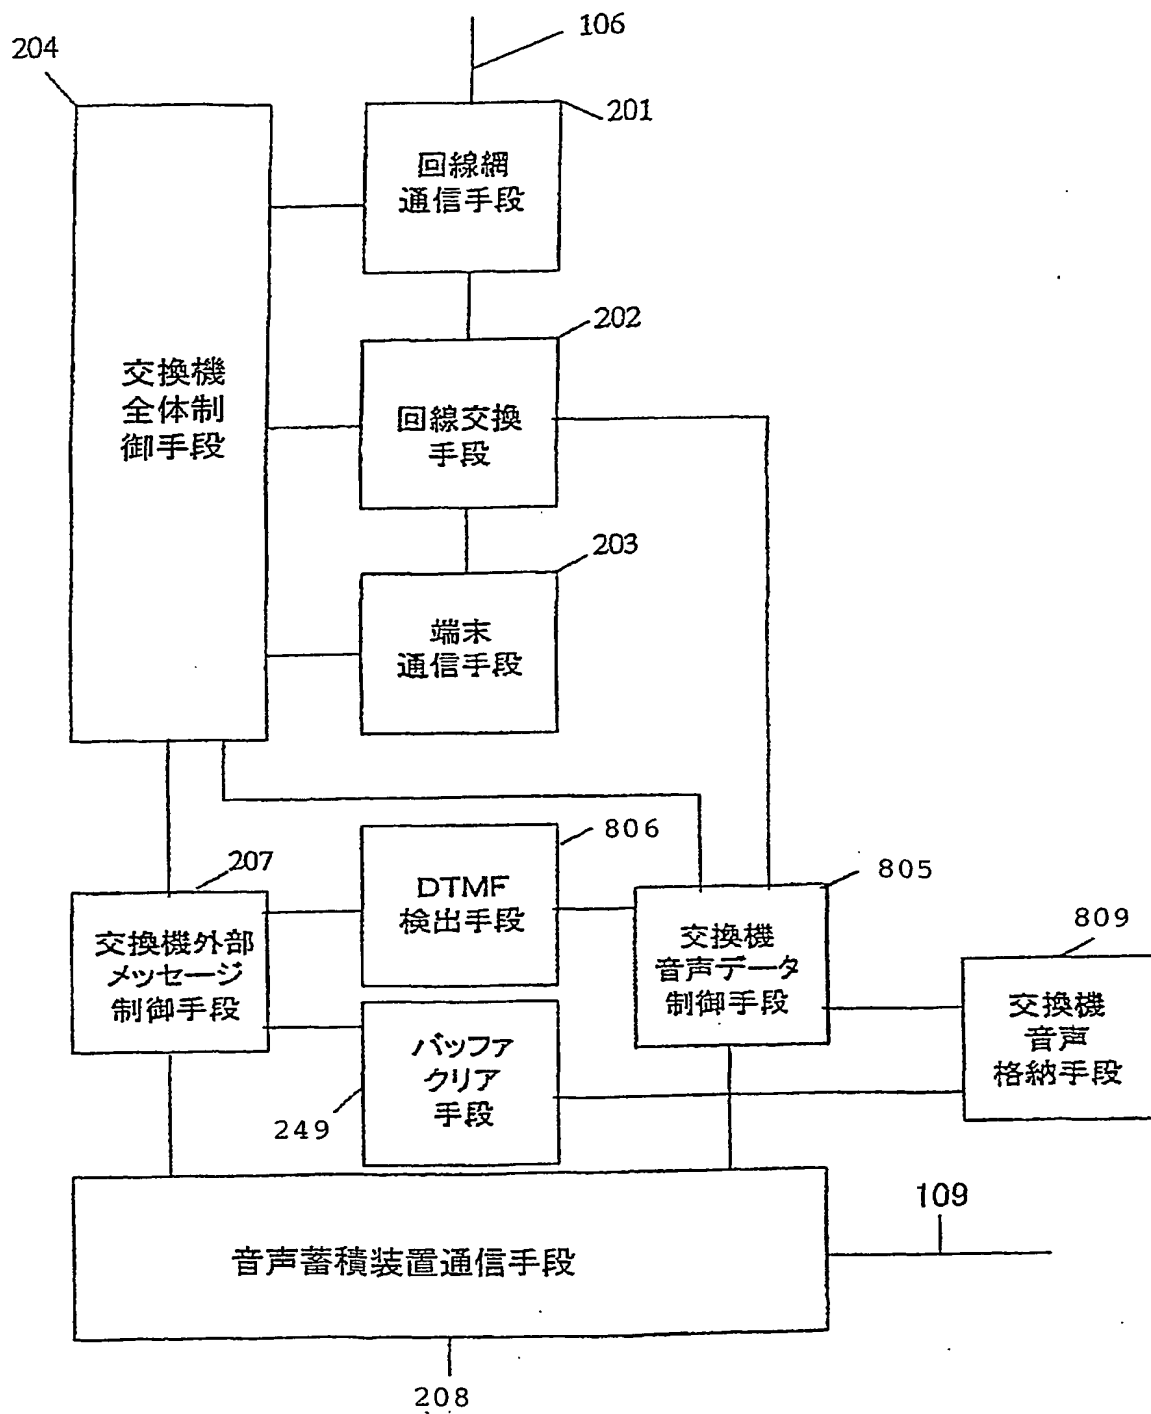 106
204
201
回線網
通信手段
202
交換機
全体制
御手段
回線交換
手段
203
端末
通信手段
806
207
805
DTMF
検出手段
809
交換機外部
メッセージ
制御手段
交換機
音声データ
制御手段
交換機
音声
格納手段
バッファ
クリア
手段
249
109
音声蓄積装置通信手段
208